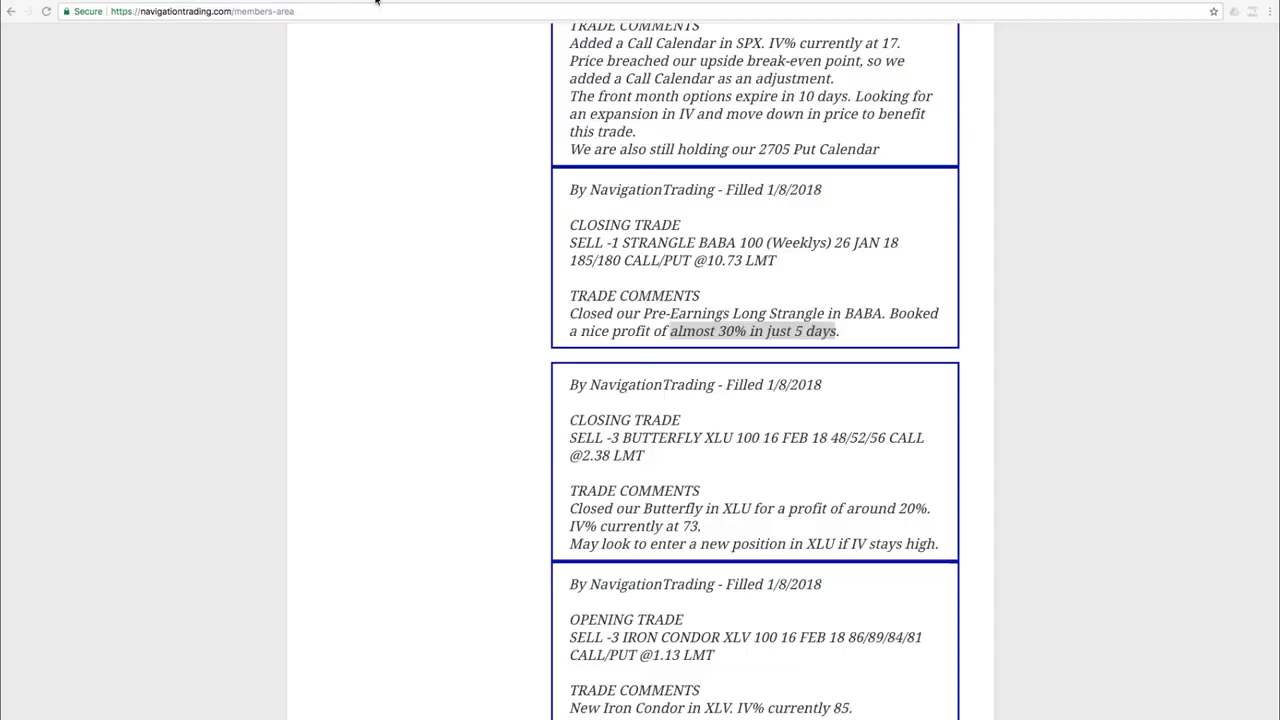 Secure | https://navigationtrading.com/members-area
TRADE COMMENTS
Added a Call Calendar in SPX. IV% currently at 17.
Price breached our upside break-even point, so we
added a Call Calendar as an adjustment.
The front month options expire in 10 days. Looking for
an expansion in IV and move down in price to benefit
this trade.
We are also still holding our 2705 Put Calendar
By NavigationTrading - Filled 1/8/2018
CLOSING TRADE
SELL -1 STRANGLE BABA 100 (Weeklys) 26 JAN 18
185/180 CALL/PUT @10.73 LMT
TRADE COMMENTS
Closed our Pre-Earnings Long Strangle in BABA. Booked
a nice profit of almost 30% in just 5 days.
By NavigationTrading - Filled 1/8/2018
CLOSING TRADE
SELL -3 BUTTERFLY XLU 100 16 FEB 18 48/52/56 CALL
@2.38 LMT
TRADE COMMENTS
Closed our Butterfly in XLU for a profit of around 20%.
IV% currently at 73.
May look to enter a new position in XLU if IV stays high.
By NavigationTrading - Filled 1/8/2018
OPENING TRADE
SELL -3 IRON CONDOR XLV 100 16 FEB 18 86/89/84/81
CALL/PUT @1.13 LMT
TRADE COMMENTS
New Iron Condor in XLV. IV% currently 85.